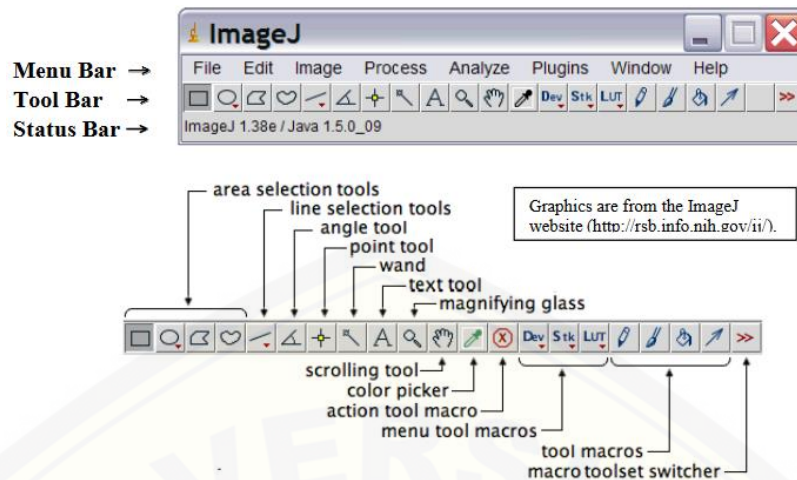 ImageJ
Menu Bar →
File Edit Image Process Analyze Plugins Window Help
Tool Bar →
A Dev Stk LUT >>
Status Bar →
ImageJ 1.38e / Java 1.5.0_09
area selection tools
line selection tools
angle tool
point tool
wand
text tool
magnifying glass
Graphics are from the ImageJ
website (http://rsb.info.nih.gov/ij/).
A Dev Stk LUT >>
scrolling tool
color picker
action tool macro
menu tool macros
tool macros
macro toolset switcher